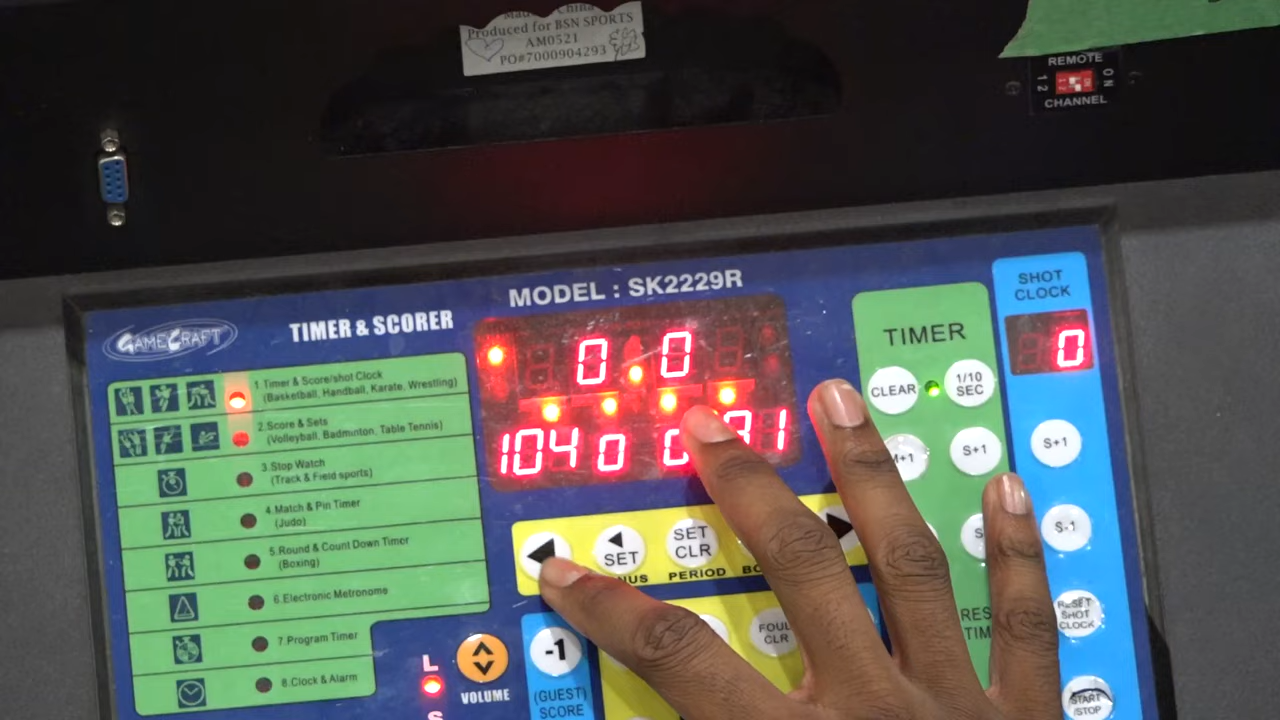 Made in China
Produced for BSN SPORTS
AM0521
PO#7000904293
REMOTE
1 2
ON
CHANNEL
MODEL : SK2229R
GAMECRAFT
TIMER & SCORER
1.Timer & Score/shot Clock
(Basketball, Handball, Karate, Wrestling)
2.Score & Sets
(Volleyball, Badminton, Table Tennis)
3.Stop Watch
(Track & Field sports)
4.Match & Pin Timer
(Judo)
5.Round & Count Down Timer
(Boxing)
6.Electronic Metronome
7.Program Timer
8.Clock & Alarm
0 0
104 0
TIMER
CLEAR
1/10
SEC
M+1
S+1
SHOT
CLOCK
0
S+1
S-1
RESET
SHOT
CLOCK
START
/STOP
SET
SET
CLR
PERIOD
FOUL
CLR
-1
(GUEST)
SCORE
VOLUME
L
S